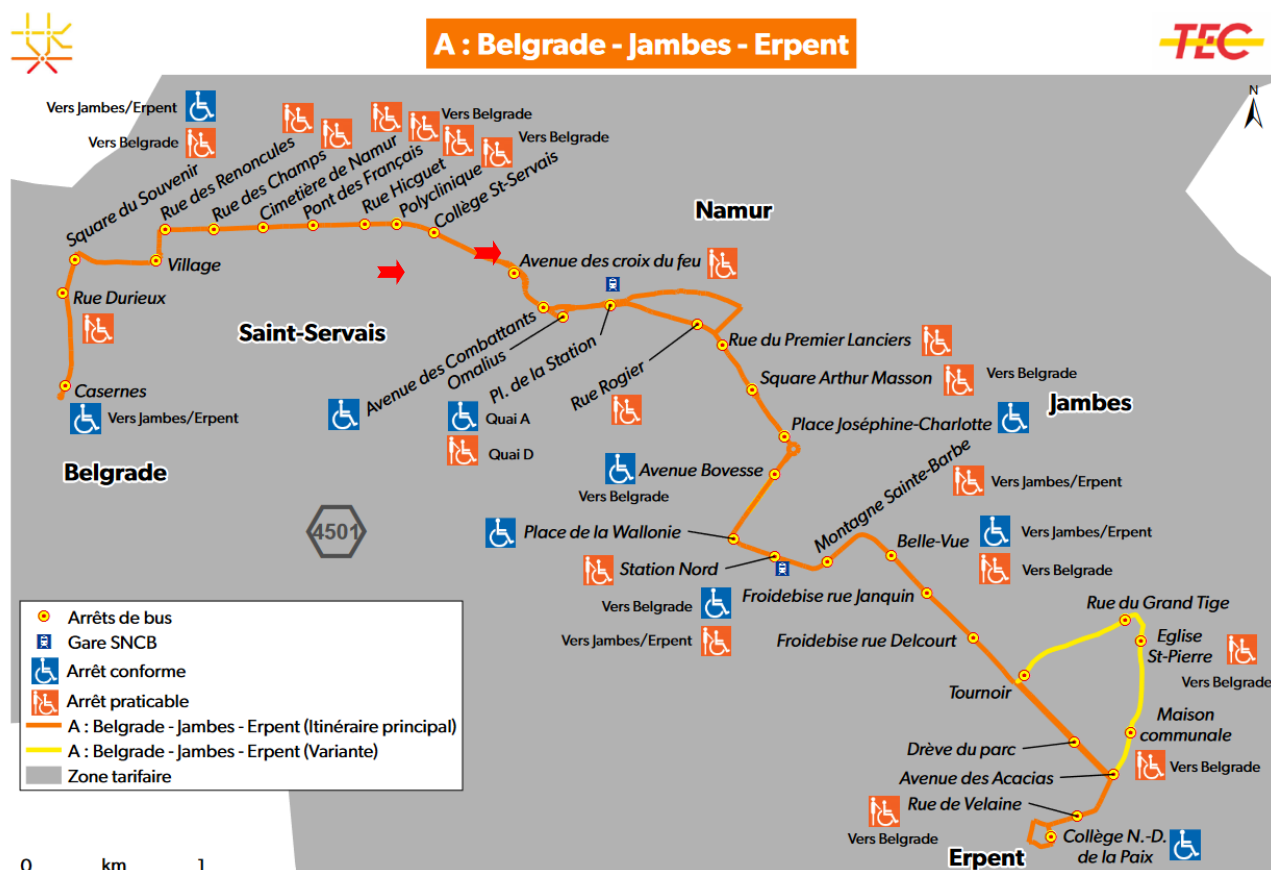 A : Belgrade - Jambes - Erpent
TEC
N
Vers Jambes/Erpent
Vers Belgrade
Square du Souvenir
Rue des Renoncules
Rue des Champs
Cimetière de Namur
Pont des Français
Vers Belgrade
Rue Hicguet
Polyclinique
Vers Belgrade
Collège St-Servais
Namur
Village
Avenue des croix du feu
Rue Durieux
Saint-Servais
Avenue des Combattants
Omalius
Pl. de la Station
Rue Rogier
Rue du Premier Lanciers
Square Arthur Masson
Vers Belgrade
Casernes
Vers Jambes/Erpent
Quai A
Quai D
Jambes
Place Joséphine-Charlotte
Belgrade
Avenue Bovesse
Vers Belgrade
Montagne Sainte-Barbe
Vers Jambes/Erpent
4501
Place de la Wallonie
Belle-Vue
Vers Jambes/Erpent
Vers Belgrade
Station Nord
Vers Belgrade
Vers Jambes/Erpent
Froidebise rue Janquin
Froidebise rue Delcourt
Rue du Grand Tige
Eglise
St-Pierre
Vers Belgrade
Tournoir
Maison
communale
Vers Belgrade
Drève du parc
Avenue des Acacias
Rue de Velaine
Vers Belgrade
Collège N.-D.
de la Paix
Erpent
Arrêts de bus
Gare SNCB
Arrêt conforme
Arrêt praticable
A : Belgrade - Jambes - Erpent (Itinéraire principal)
A : Belgrade - Jambes - Erpent (Variante)
Zone tarifaire
0 km 1